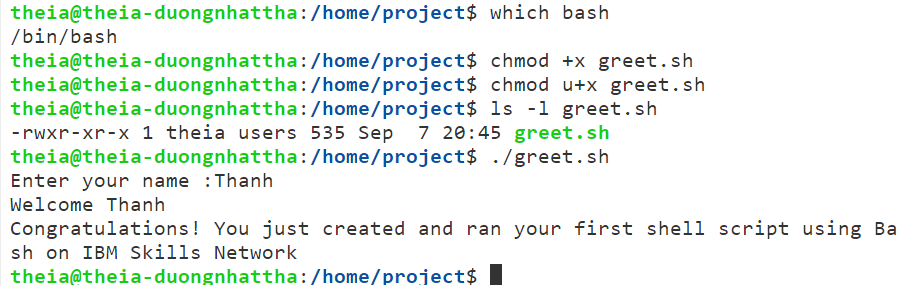 theia@theia-duongnhattha:/home/project$ which bash
/bin/bash
theia@theia-duongnhattha:/home/project$ chmod +x greet.sh
theia@theia-duongnhattha:/home/project$ chmod u+x greet.sh
theia@theia-duongnhattha:/home/project$ ls -l greet.sh
-rwxr-xr-x 1 theia users 535 Sep  7 20:45 greet.sh
theia@theia-duongnhattha:/home/project$ ./greet.sh
Enter your name :Thanh
Welcome Thanh
Congratulations! You just created and ran your first shell script using Ba
sh on IBM Skills Network
theia@theia-duongnhattha:/home/project$